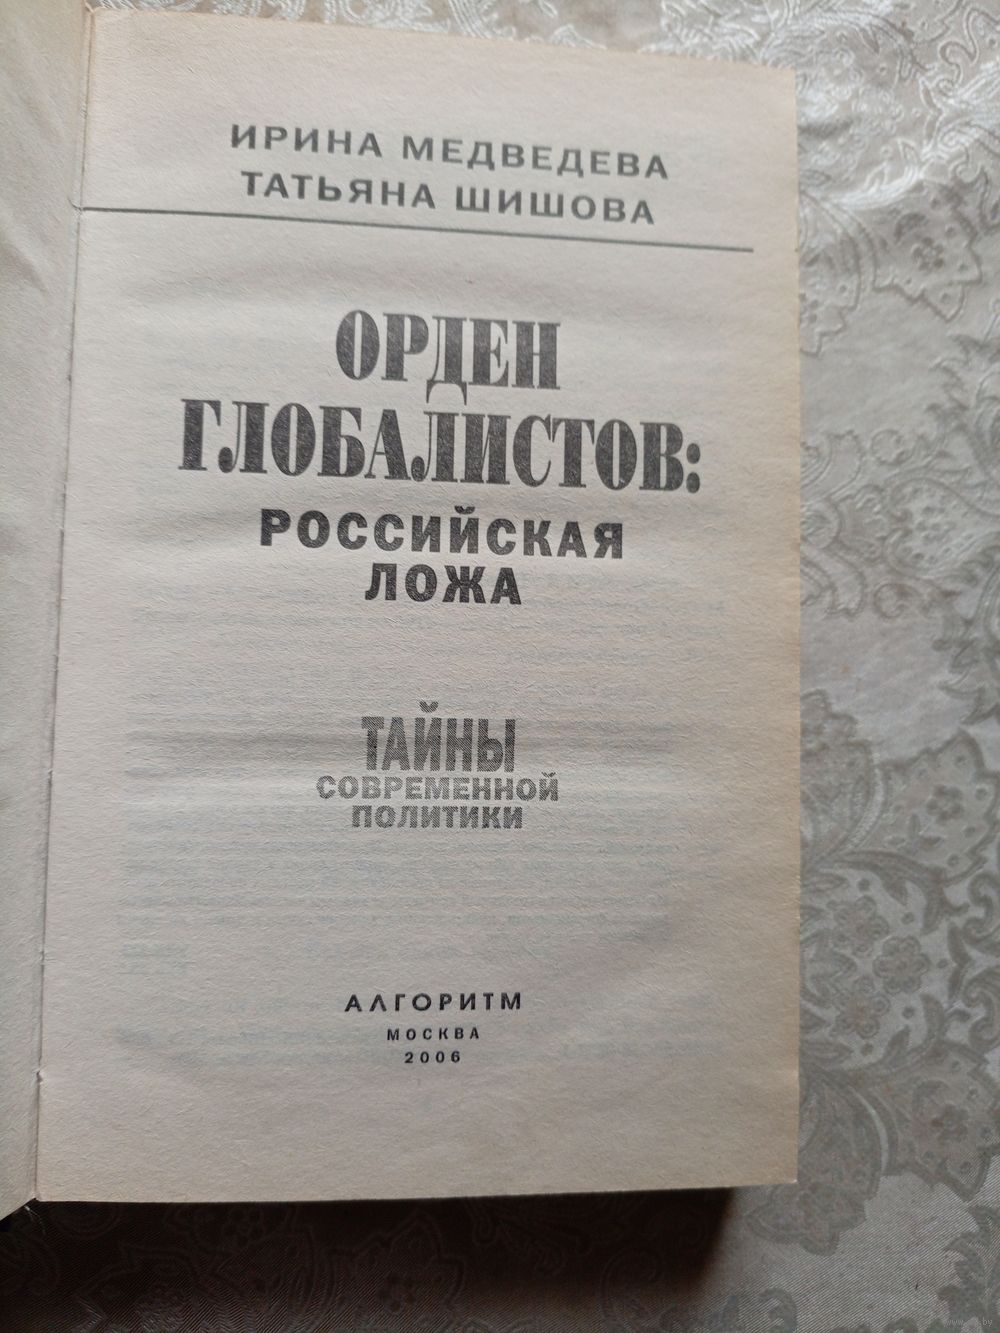 ИРИНА МЕДВЕДЕВА
ТАТЬЯНА ШИШОВА
ОРДЕН
ГЛОБАЛИСТОВ:
РОССИЙСКАЯ
ЛОЖА
ТАЙНЫ
СОВРЕМЕННОЙ
ПОЛИТИКИ
АЛГОРИТМ
МОСКВА
2006